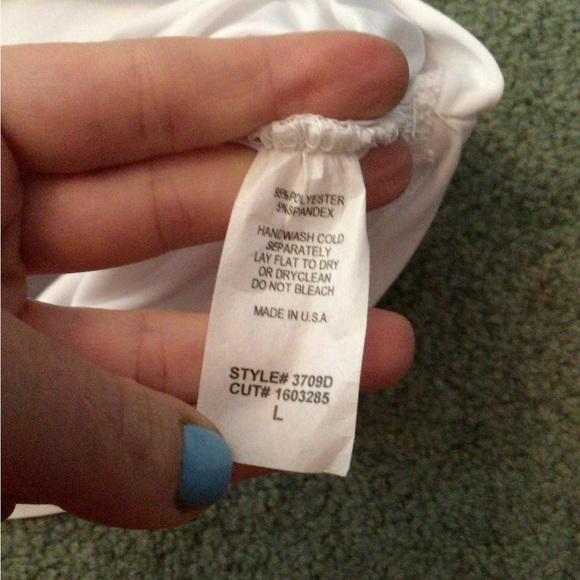 95% POLYESTER
5% SPANDEX
HANDWASH COLD
SEPARATELY
LAY FLAT TO DRY
OR DRYCLEAN
DO NOT BLEACH
MADE IN U.S.A
STYLE# 3709D
CUT# 1603285
L